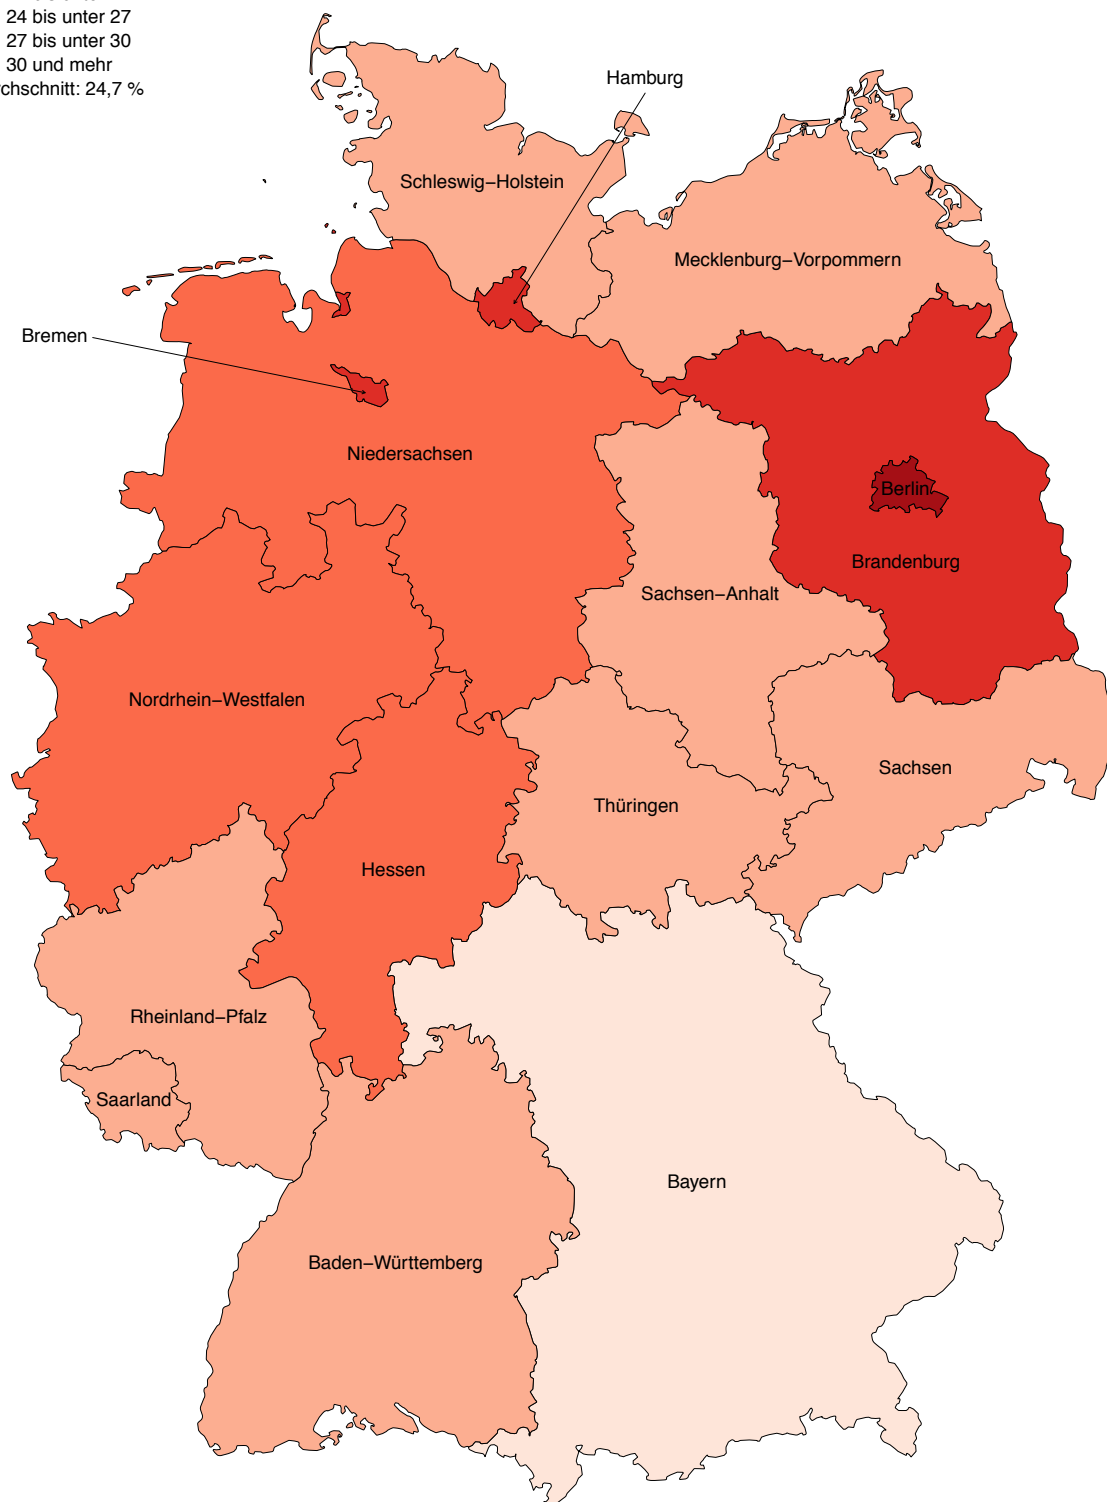 24 bis unter 27
27 bis unter 30
30 und mehr
chschnitt: 24,7 %
Hamburg
Schleswig−Holstein
Mecklenburg−Vorpommern
Bremen
Niedersachsen
Berlin
Brandenburg
Sachsen−Anhalt
Nordrhein−Westfalen
Sachsen
Thüringen
Hessen
Rheinland−Pfalz
Saarland
Bayern
Baden−Württemberg